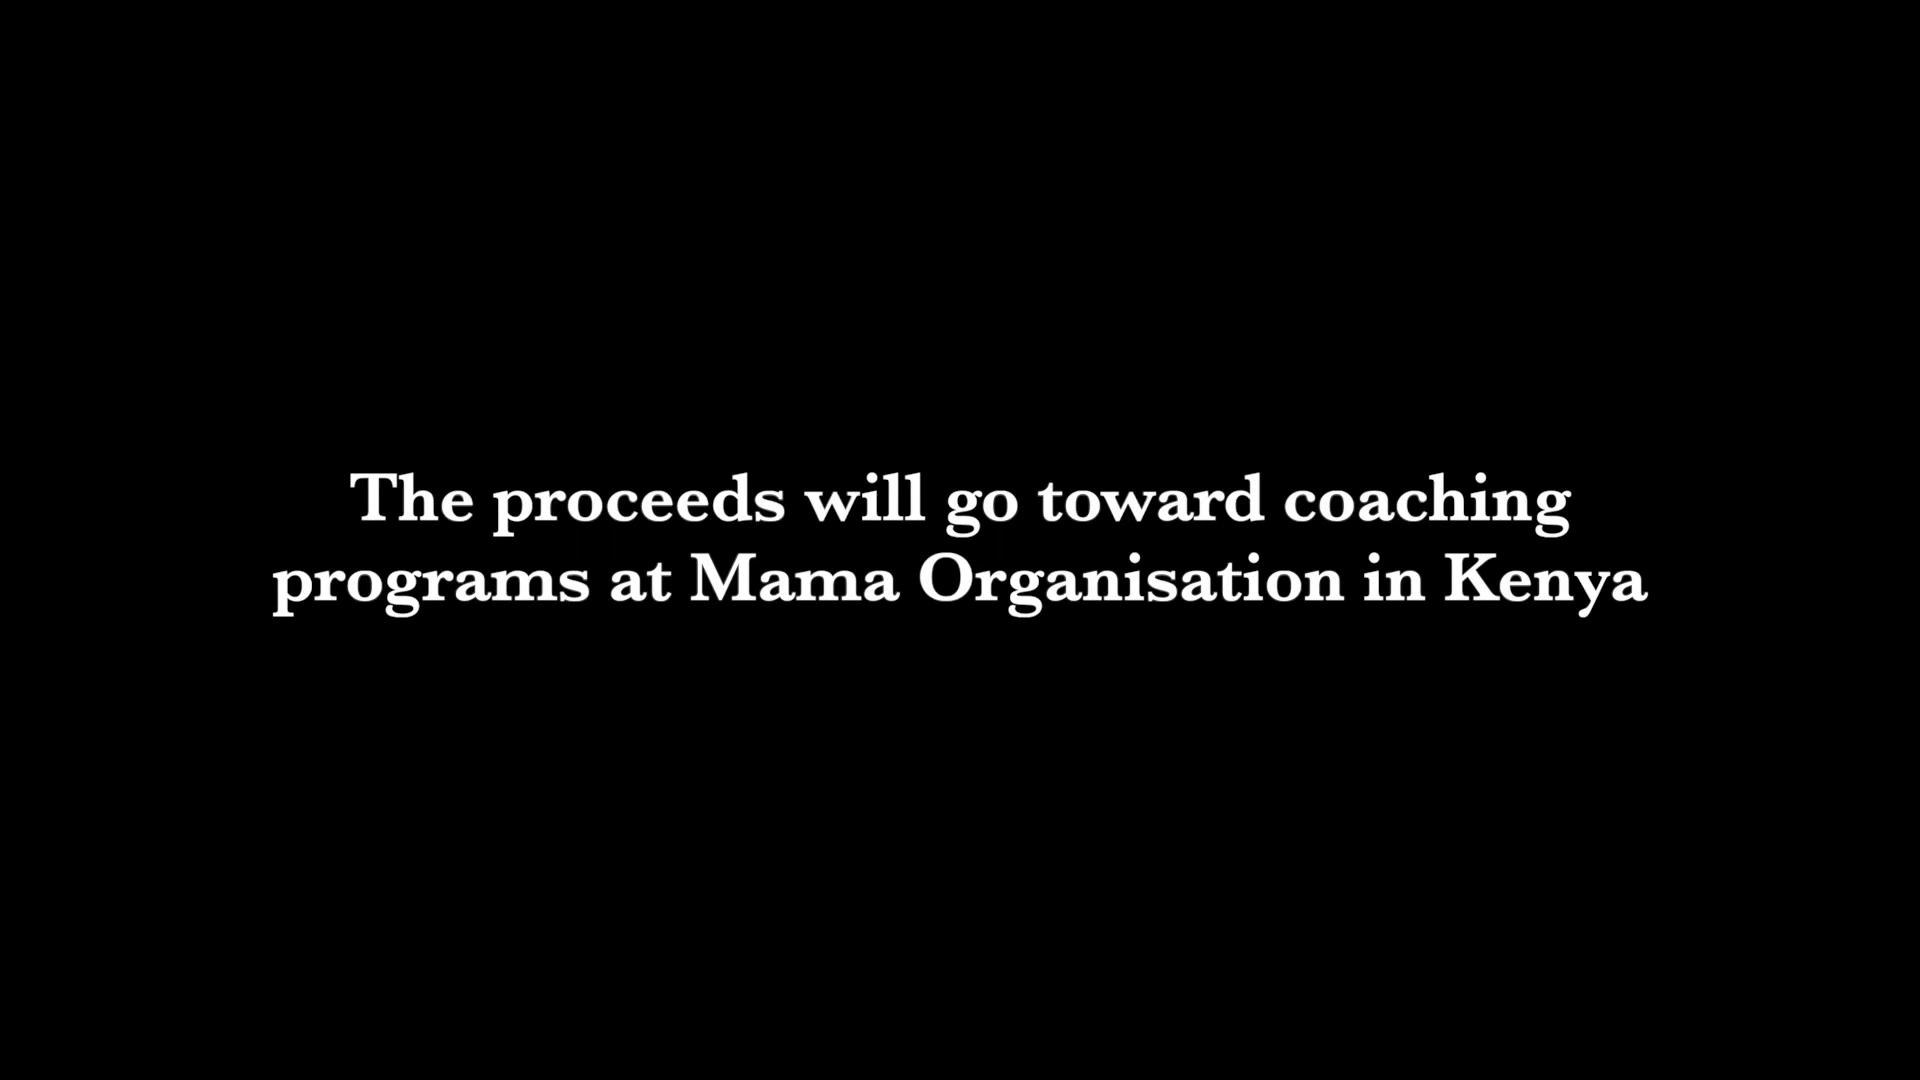 The proceeds will go toward coaching
programs at Mama Organisation in Kenya